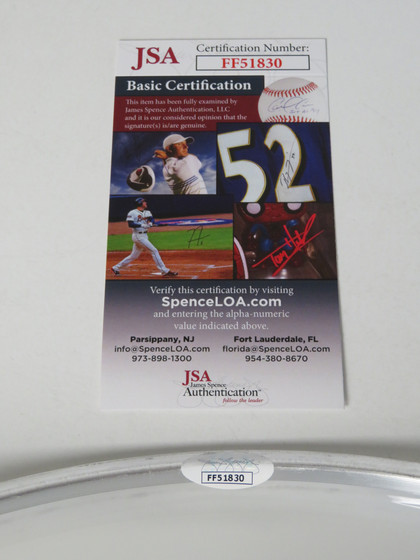 JSA
Certification Number:
FF51830
Basic Certification
This item has been fully examined by
James Spence Authentication, LLC
and it is our considered opinion that the
signature(s) is/are genuine.
52
Verify this certification by visiting
SpenceLOA.com
and entering the alpha-numeric
value indicated above.
Parsippany, NJ
info@SpenceLOA.com
973-898-1300
Fort Lauderdale, FL
florida@SpenceLOA.com
954-380-8670
JSA
James Spence
Authentication
follow the leader
FF51830